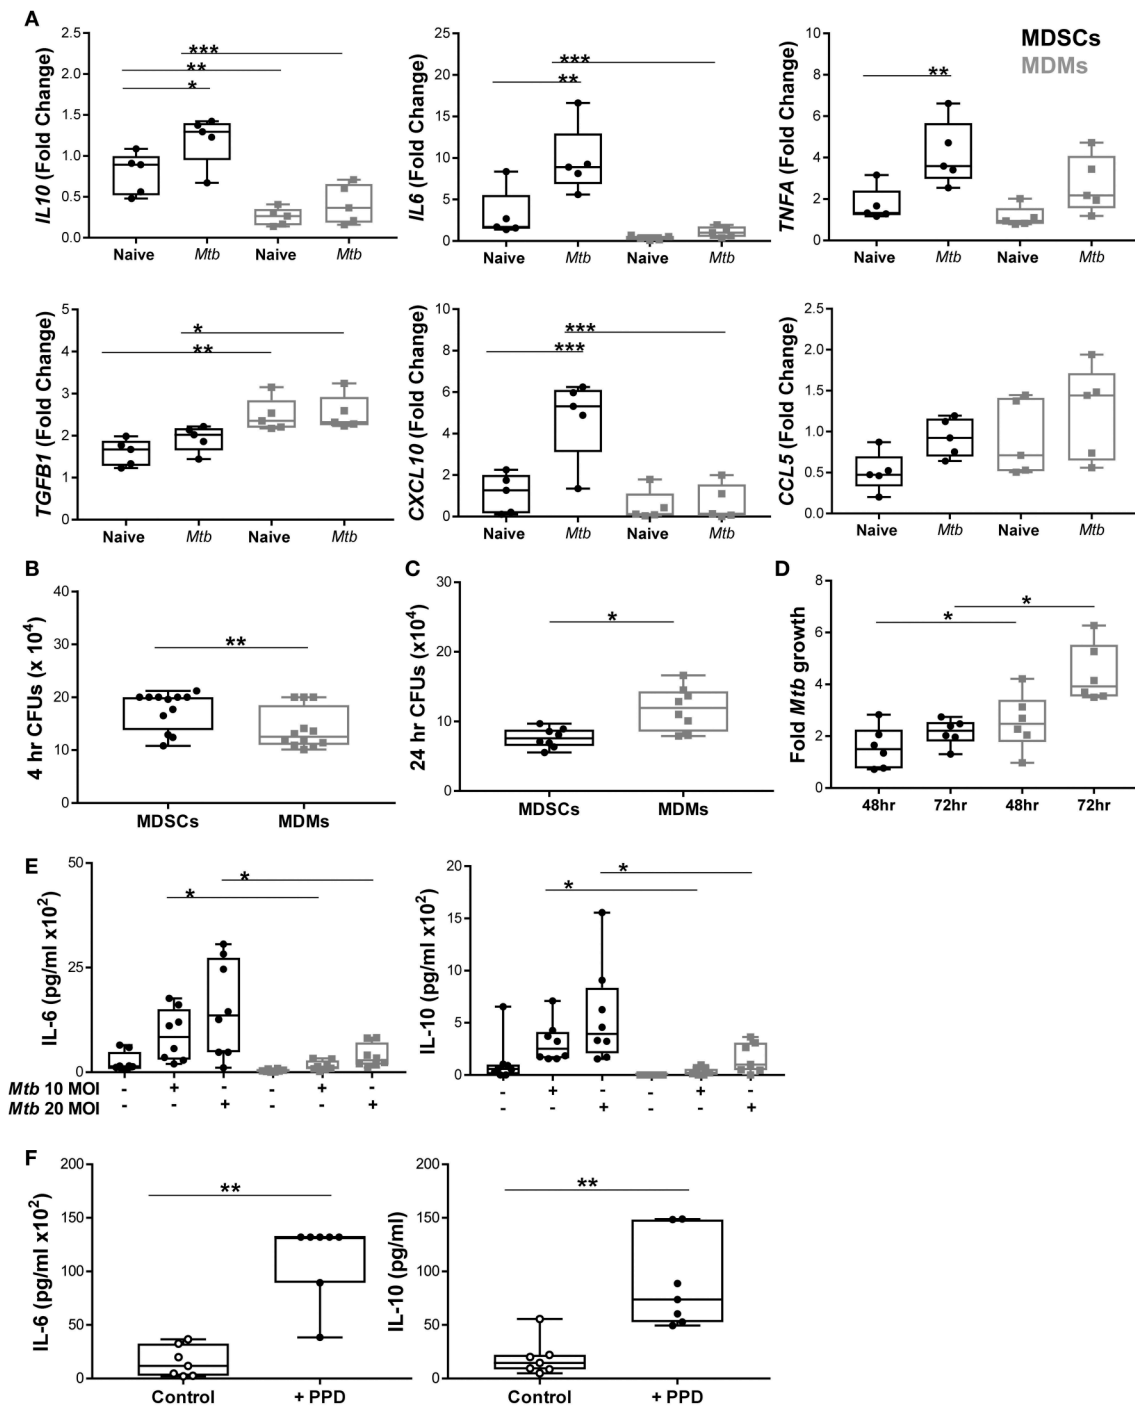 A
MDSCs
MDMs
IL10 (Fold Change)
2.5
2.0
1.5
1.0
0.5
0.0
***
**
*
Naive Mtb Naive Mtb
IL6 (Fold Change)
25
20
15
10
5
0
***
**
Naive Mtb Naive Mtb
TNFA (Fold Change)
10
8
6
4
2
0
**
Naive Mtb Naive Mtb
TGFB1 (Fold Change)
5
4
3
2
1
0
*
**
Naive Mtb Naive Mtb
CXCL10 (Fold Change)
10
8
6
4
2
0
***
***
Naive Mtb Naive Mtb
CCL5 (Fold Change)
2.5
2.0
1.5
1.0
0.5
0.0
Naive Mtb Naive Mtb
B
4 hr CFUs (x 10⁴)
40
30
20
10
0
**
MDSCs MDMs
C
24 hr CFUs (x10⁴)
30
20
10
0
*
MDSCs MDMs
D
Fold Mtb growth
8
6
4
2
0
*
*
48hr 72hr 48hr 72hr
E
IL-6 (pg/ml x10²)
50
25
0
*
*
Mtb 10 MOI - + - - + -
Mtb 20 MOI - - + - - +
IL-10 (pg/ml x10²)
20
15
10
5
0
*
*
- + - - + -
- - + - - +
F
IL-6 (pg/ml x10²)
200
150
100
50
0
**
Control + PPD
IL-10 (pg/ml)
200
150
100
50
0
**
Control + PPD